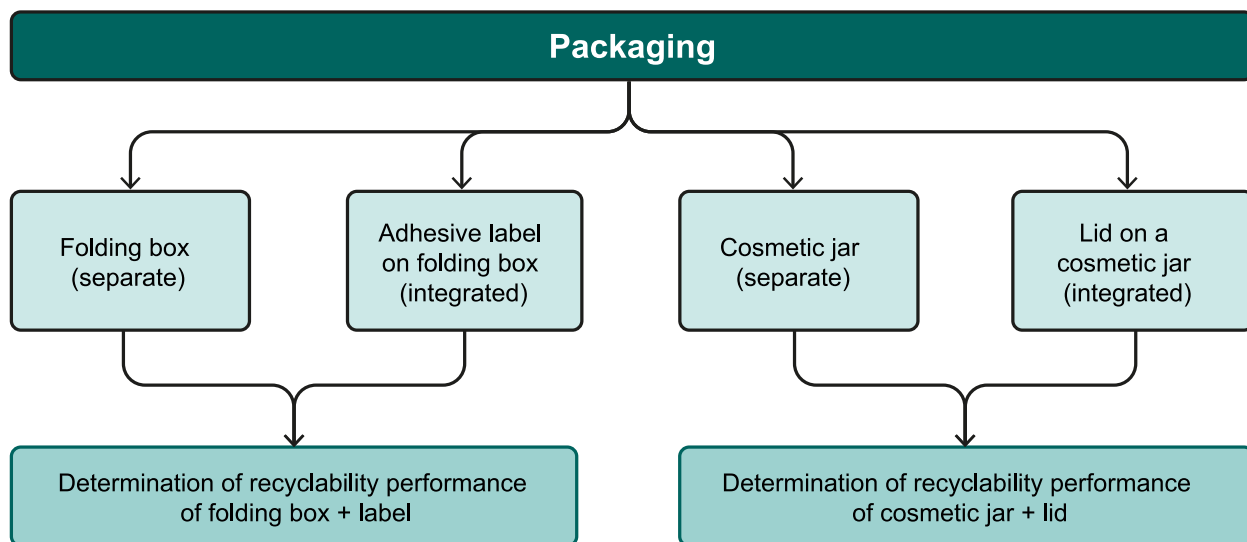 Packaging
Folding box
(separate)
Adhesive label
on folding box
(integrated)
Cosmetic jar
(separate)
Lid on a
cosmetic jar
(integrated)
Determination of recyclability performance
of folding box + label
Determination of recyclability performance
of cosmetic jar + lid